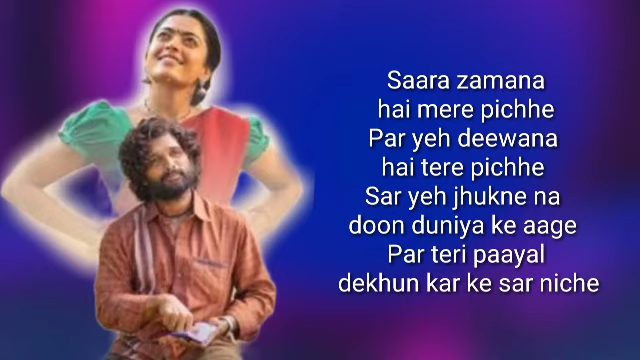 Saara zamana
hai mere pichhe
Par yeh deewana
hai tere pichhe
Sar yeh jhukne na
doon duniya ke aage
Par teri paayal
dekhun kar ke sar niche